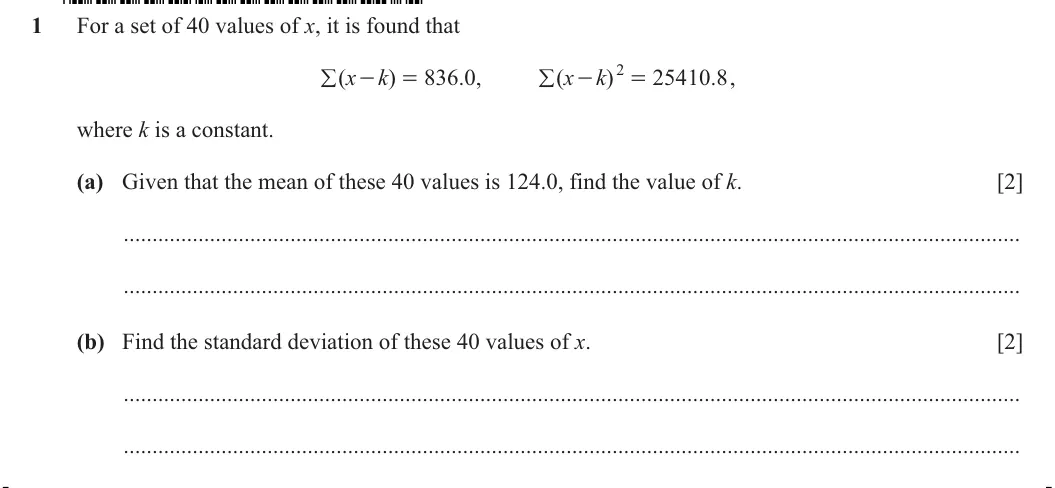 1 For a set of 40 values of x, it is found that
Σ(x − k) = 836.0, Σ(x − k)² = 25410.8,
where k is a constant.
(a) Given that the mean of these 40 values is 124.0, find the value of k. [2]
(b) Find the standard deviation of these 40 values of x. [2]